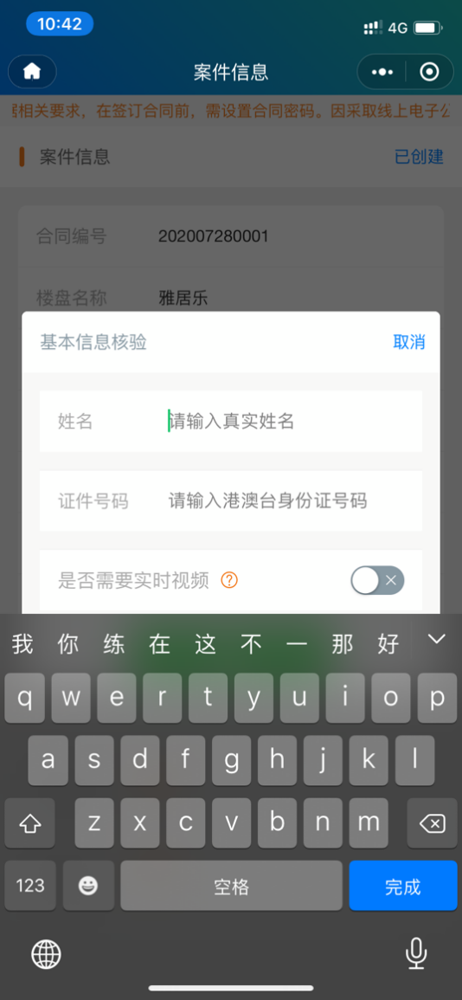 10:42
4G
案件信息
相关要求，在签订合同前，需设置合同密码。因采取线上电子公
案件信息
已创建
合同编号
202007280001
楼盘名称
雅居乐
基本信息核验
取消
姓名
请输入真实姓名
证件号码
请输入港澳台身份证号码
是否需要实时视频 ?
我 你 练 在 这 不 一 那 好
q w e r t y u i o p
a s d f g h j k l
z x c v b n m
123
空格
完成